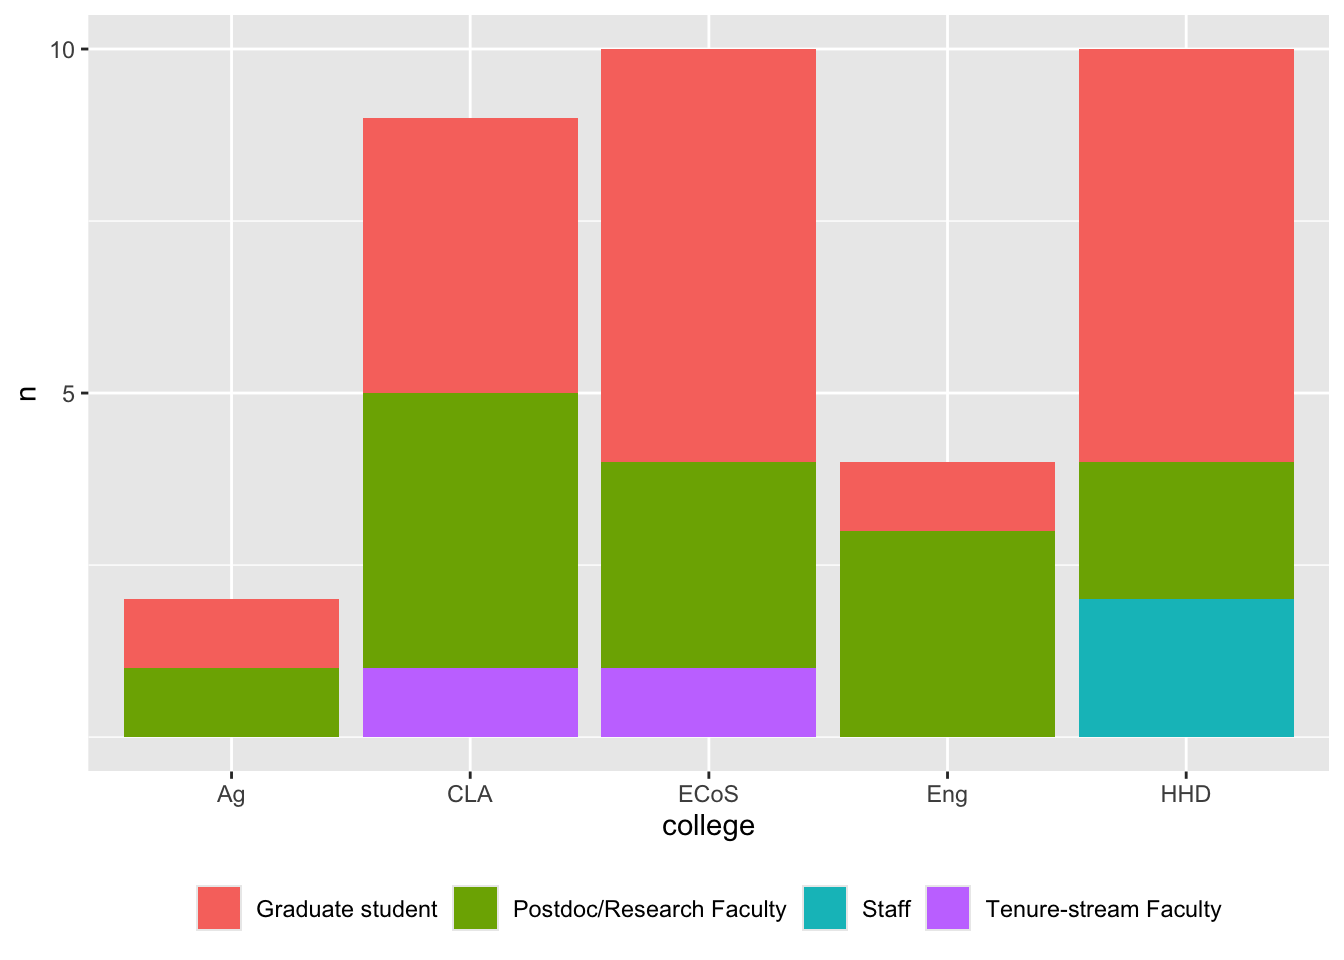 10
5
n
Ag CLA ECoS Eng HHD
college
Graduate student Postdoc/Research Faculty Staff Tenure-stream Faculty